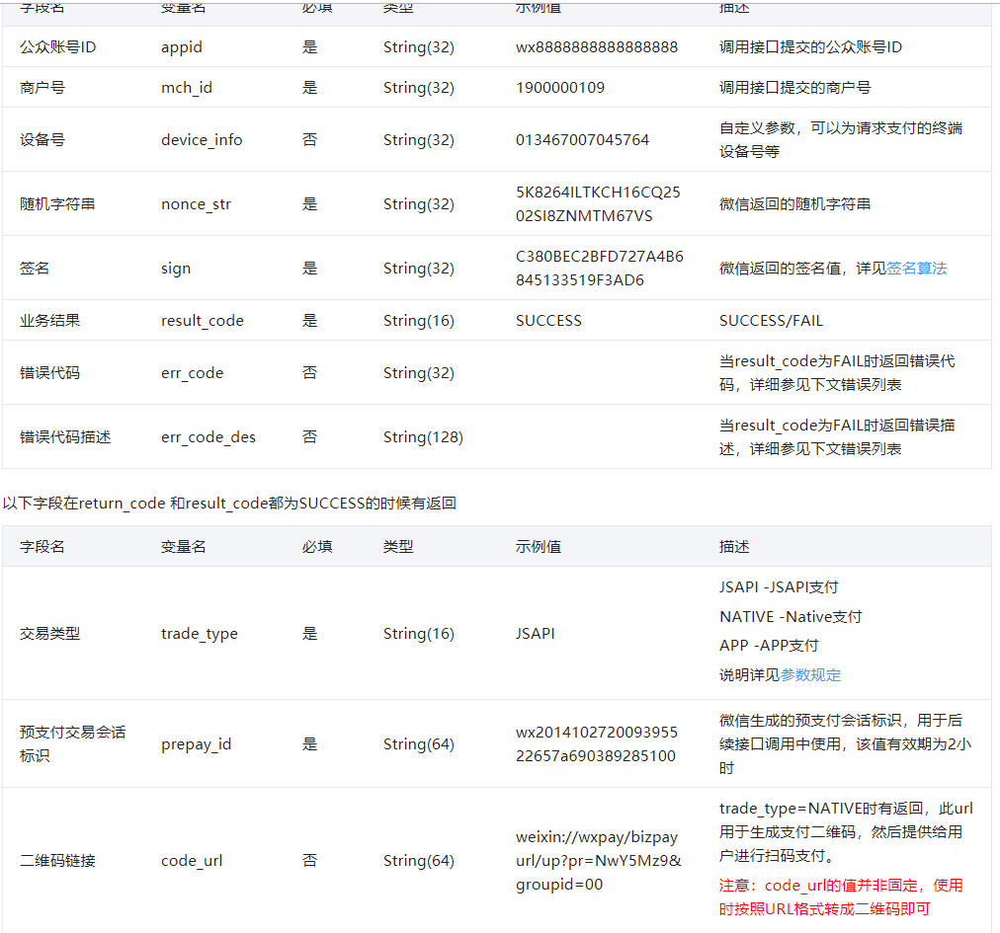 字段名 变量名 必填 类型 示例值 描述
公众账号ID appid 是 String(32) wx8888888888888888 调用接口提交的公众账号ID
商户号 mch_id 是 String(32) 1900000109 调用接口提交的商户号
设备号 device_info 否 String(32) 013467007045764 自定义参数，可以为请求支付的终端
设备号等
随机字符串 nonce_str 是 String(32) 5K8264ILTKCH16CQ25
02SI8ZNMTM67VS 微信返回的随机字符串
签名 sign 是 String(32) C380BEC2BFD727A4B6
845133519F3AD6 微信返回的签名值，详见签名算法
业务结果 result_code 是 String(16) SUCCESS SUCCESS/FAIL
错误代码 err_code 否 String(32) 当result_code为FAIL时返回错误代
码，详细参见下文错误列表
错误代码描述 err_code_des 否 String(128) 当result_code为FAIL时返回错误描
述，详细参见下文错误列表
以下字段在return_code 和result_code都为SUCCESS的时候有返回
字段名 变量名 必填 类型 示例值 描述
交易类型 trade_type 是 String(16) JSAPI JSAPI -JSAPI支付
NATIVE -Native支付
APP -APP支付
说明详见参数规定
预支付交易会话
标识 prepay_id 是 String(64) wx2014102720093955
22657a690389285100 微信生成的预支付会话标识，用于后
续接口调用中使用，该值有效期为2小
时
二维码链接 code_url 否 String(64) weixin://wxpay/bizpay
url/up?pr=NwY5Mz9&
groupid=00 trade_type=NATIVE时有返回，此url
用于生成支付二维码，然后提供给用
户进行扫码支付。
注意：code_url的值并非固定，使用
时按照URL格式转成二维码即可